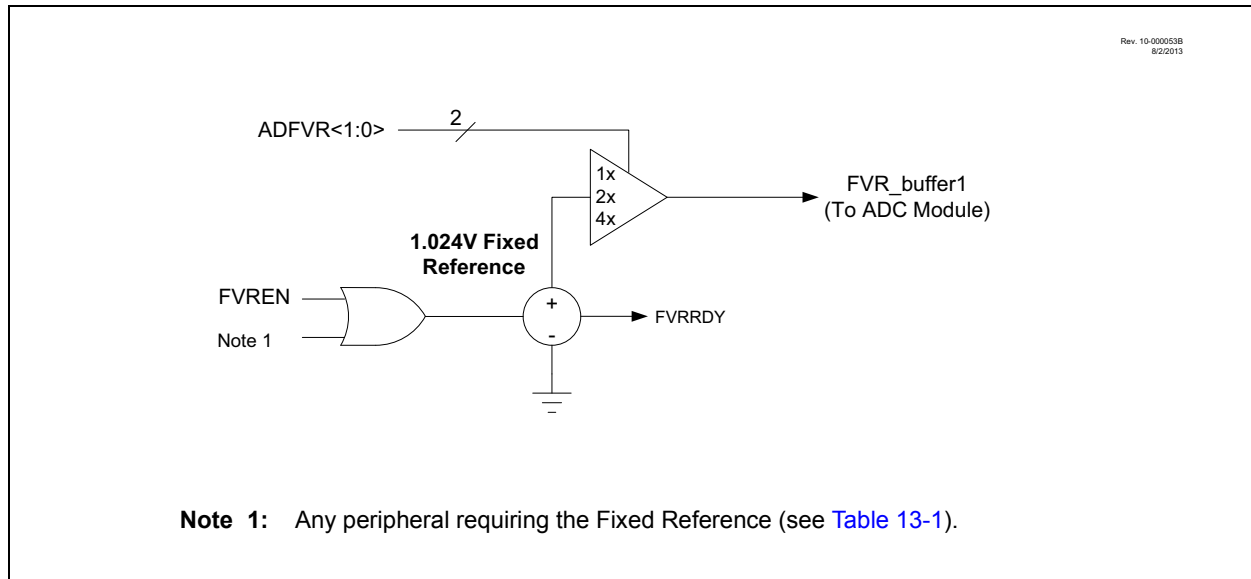 Rev. 10-000053B
8/2/2013
ADFVR<1:0>
2
1x
2x
4x
FVR_buffer1
(To ADC Module)
1.024V Fixed
Reference
FVREN
Note 1
+
-
FVRRDY
Note 1: Any peripheral requiring the Fixed Reference (see Table 13-1).